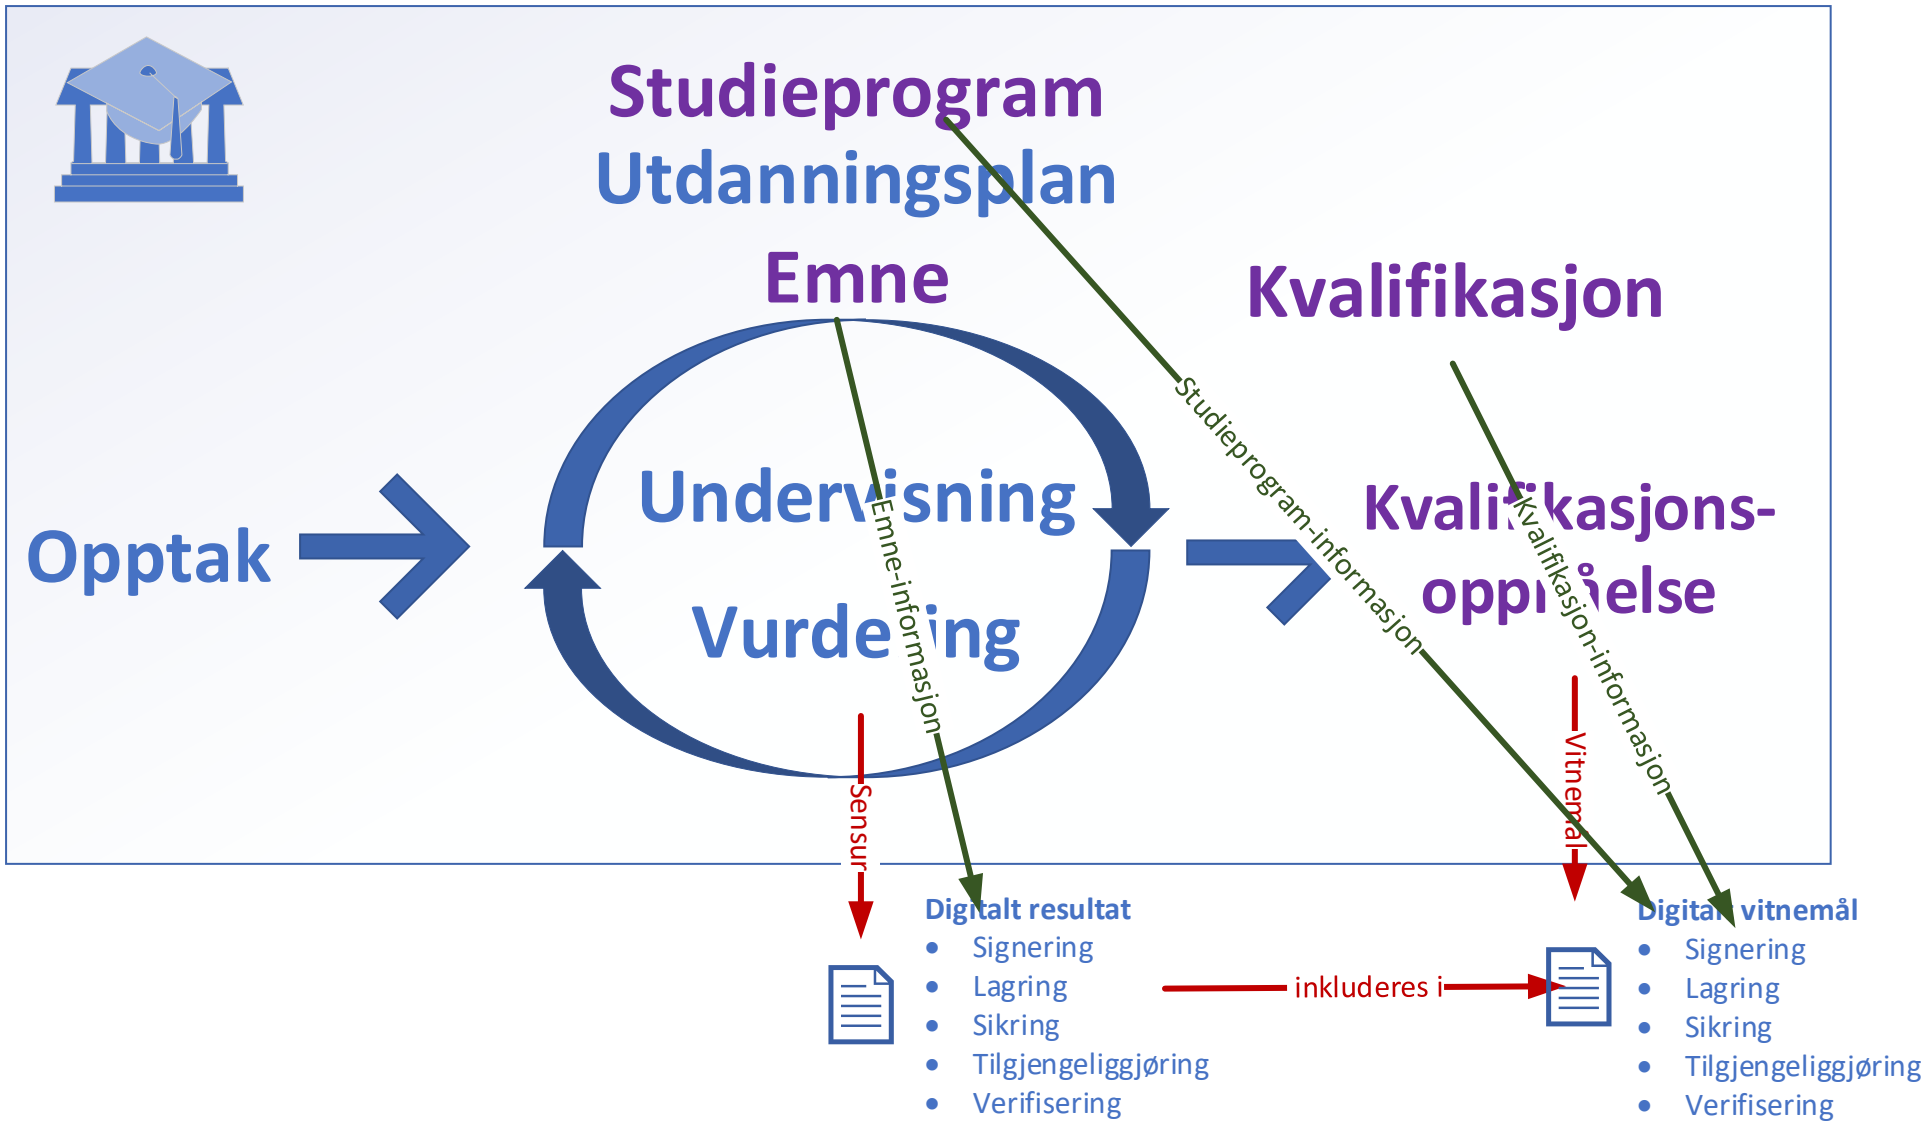 Studieprogram
Utdanningsplan
Emne
Kvalifikasjon
Opptak
Undervisning
Vurdering
Kvalifikasjons-
oppnåelse
Studieprogram-informasjon
Emne-informasjon
Kvalifikasjon-informasjon
Sensur
Vitnemål
Digitalt resultat
• Signering
• Lagring
• Sikring
• Tilgjengeliggjøring
• Verifisering
inkluderes i
Digitalt vitnemål
• Signering
• Lagring
• Sikring
• Tilgjengeliggjøring
• Verifisering